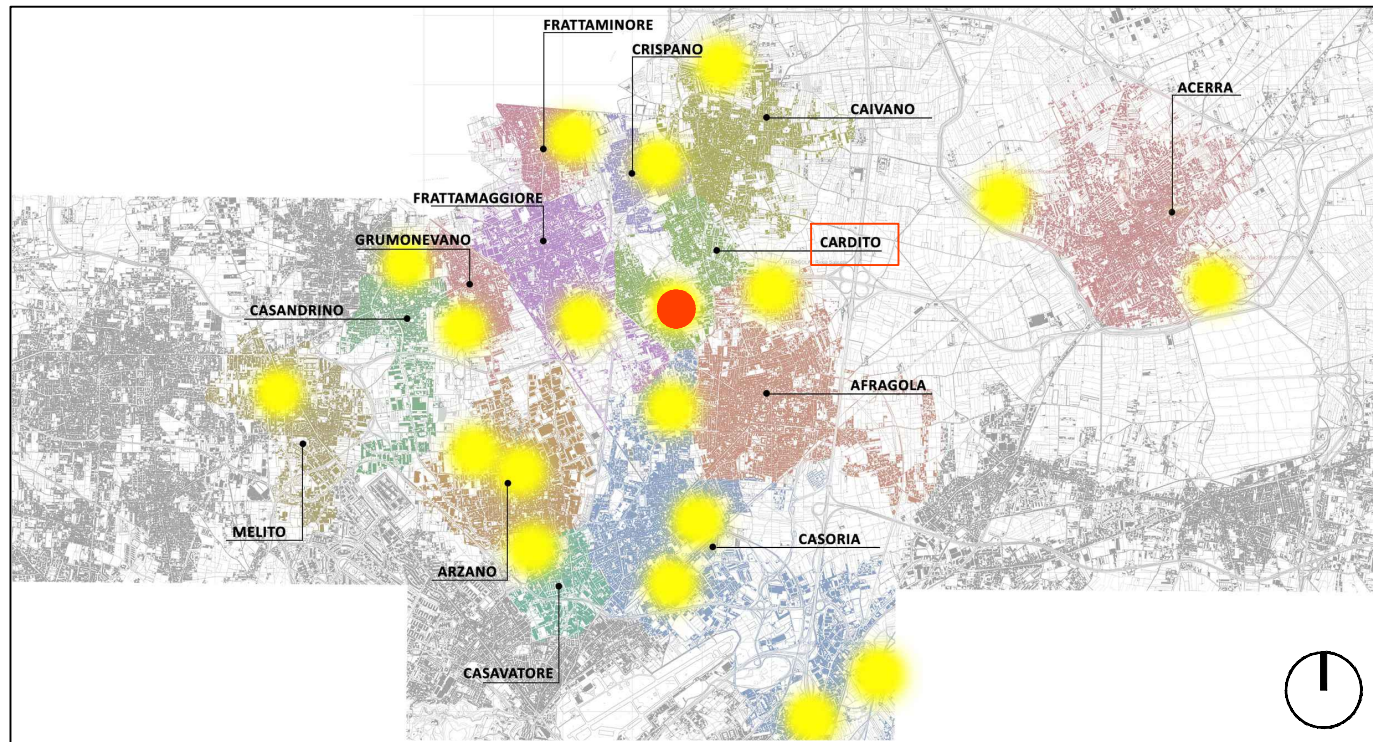 FRATTAMINORE
CRISPANO
ACERRA
CAIVANO
FRATTAMAGGIORE
GRUMONEVANO
CARDITO
CASANDRINO
AFRAGOLA
MELITO
CASORIA
ARZANO
CASAVATORE